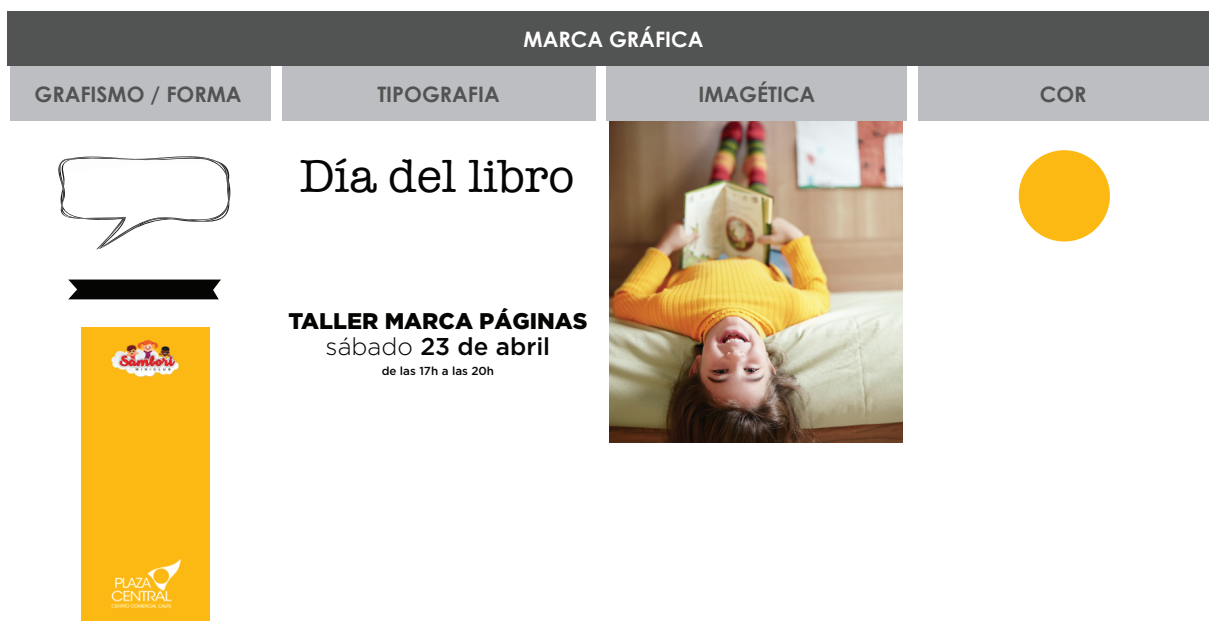 MARCA GRÁFICA
GRAFISMO / FORMA
TIPOGRAFIA
IMAGÉTICA
COR
Día del libro
TALLER MARCA PÁGINAS
sábado 23 de abril
de las 17h a las 20h
Samtori
MINICLUB
PLAZA
CENTRAL